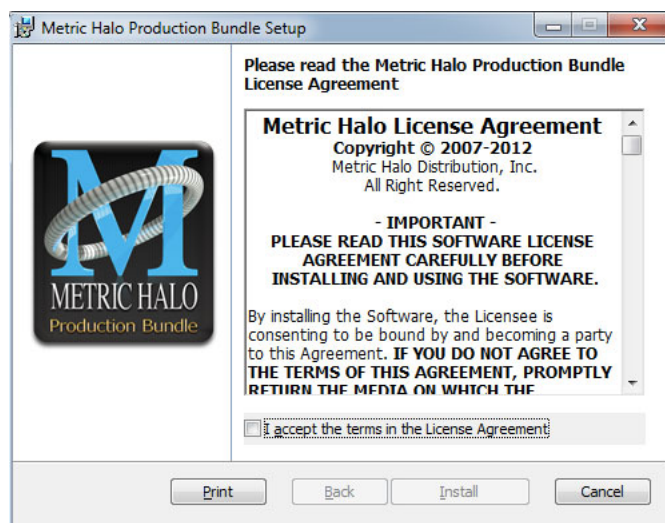 Metric Halo Production Bundle Setup
Please read the Metric Halo Production Bundle
License Agreement
M
METRIC HALO
Production Bundle
Metric Halo License Agreement
Copyright © 2007-2012
Metric Halo Distribution, Inc.
All Right Reserved.
- IMPORTANT -
PLEASE READ THIS SOFTWARE LICENSE
AGREEMENT CAREFULLY BEFORE
INSTALLING AND USING THE SOFTWARE.
By installing the Software, the Licensee is
consenting to be bound by and becoming a party
to this Agreement. IF YOU DO NOT AGREE TO
THE TERMS OF THIS AGREEMENT, PROMPTLY
RETURN THE MEDIA ON WHICH THE
I accept the terms in the License Agreement
Print Back Install Cancel